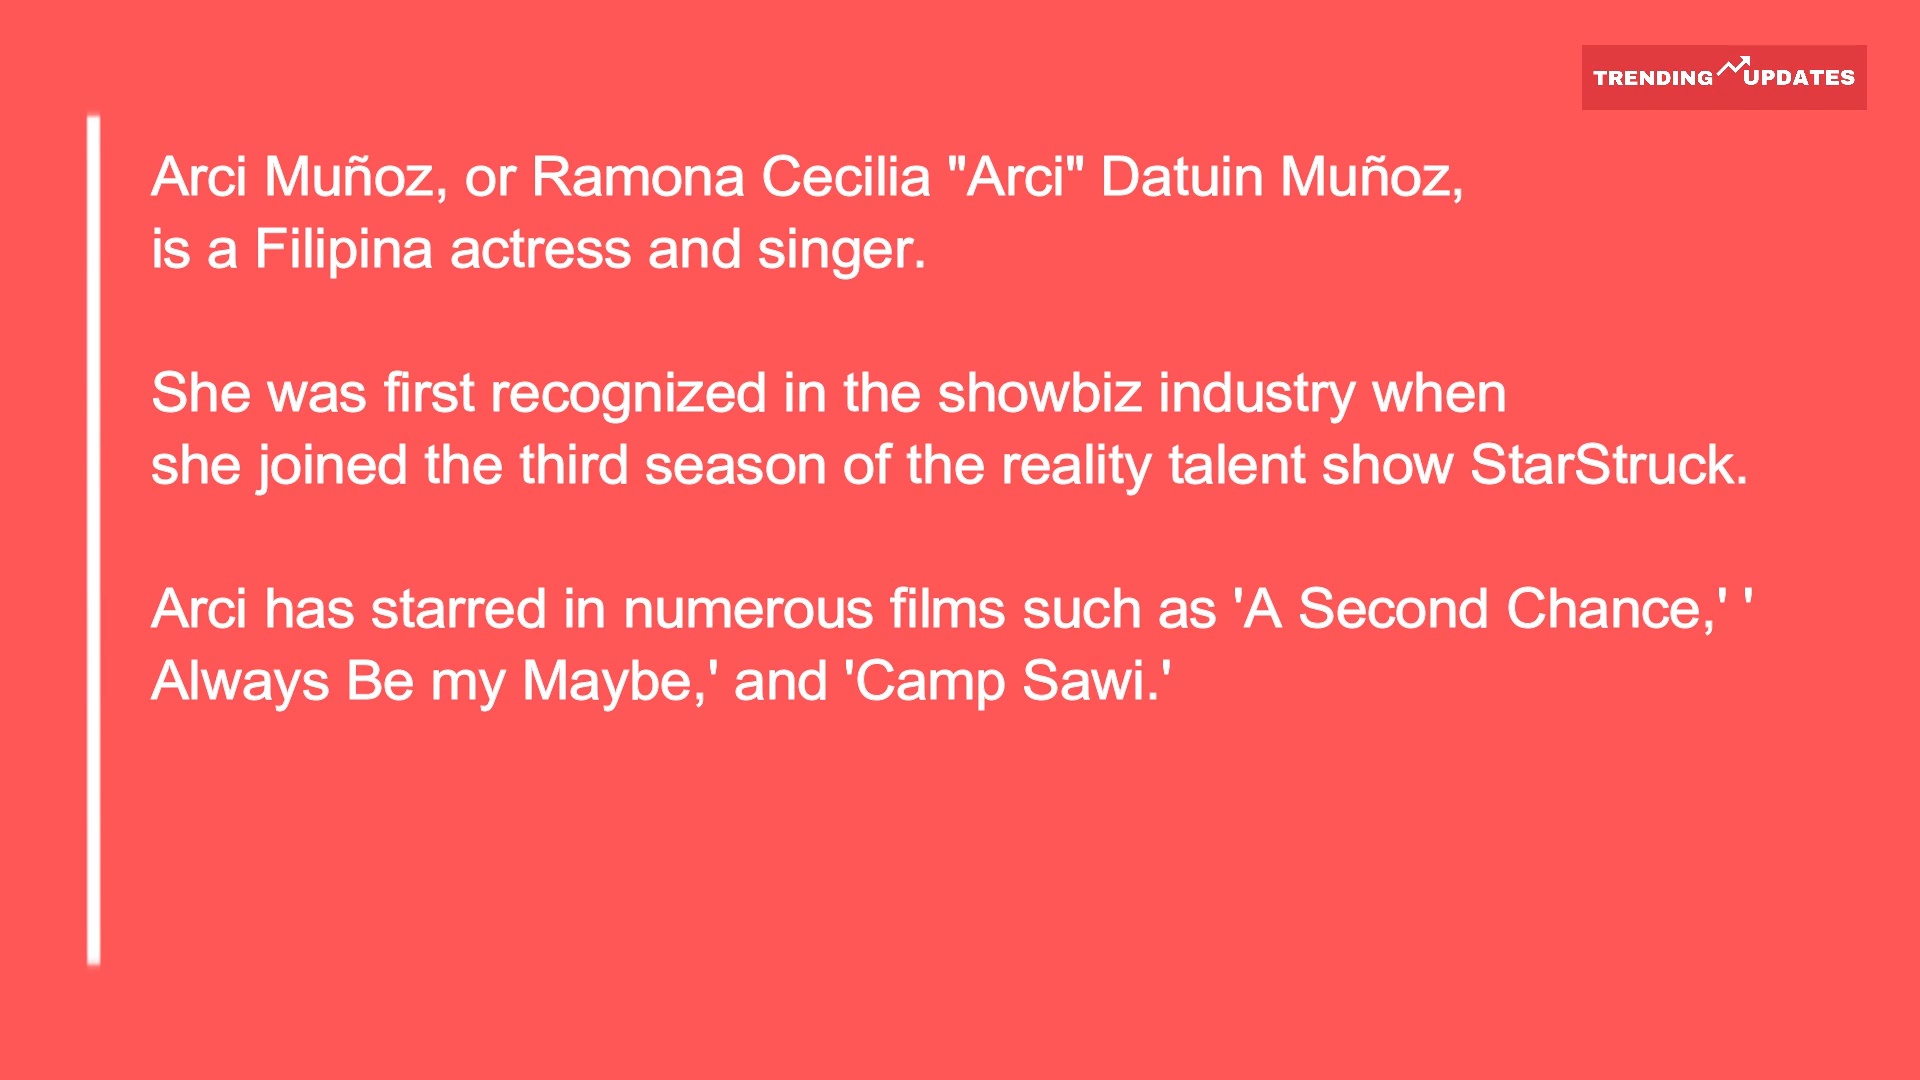 TRENDING UPDATES
Arci Muñoz, or Ramona Cecilia "Arci" Datuin Muñoz,
is a Filipina actress and singer.
She was first recognized in the showbiz industry when
she joined the third season of the reality talent show StarStruck.
Arci has starred in numerous films such as 'A Second Chance,' '
Always Be my Maybe,' and 'Camp Sawi.'